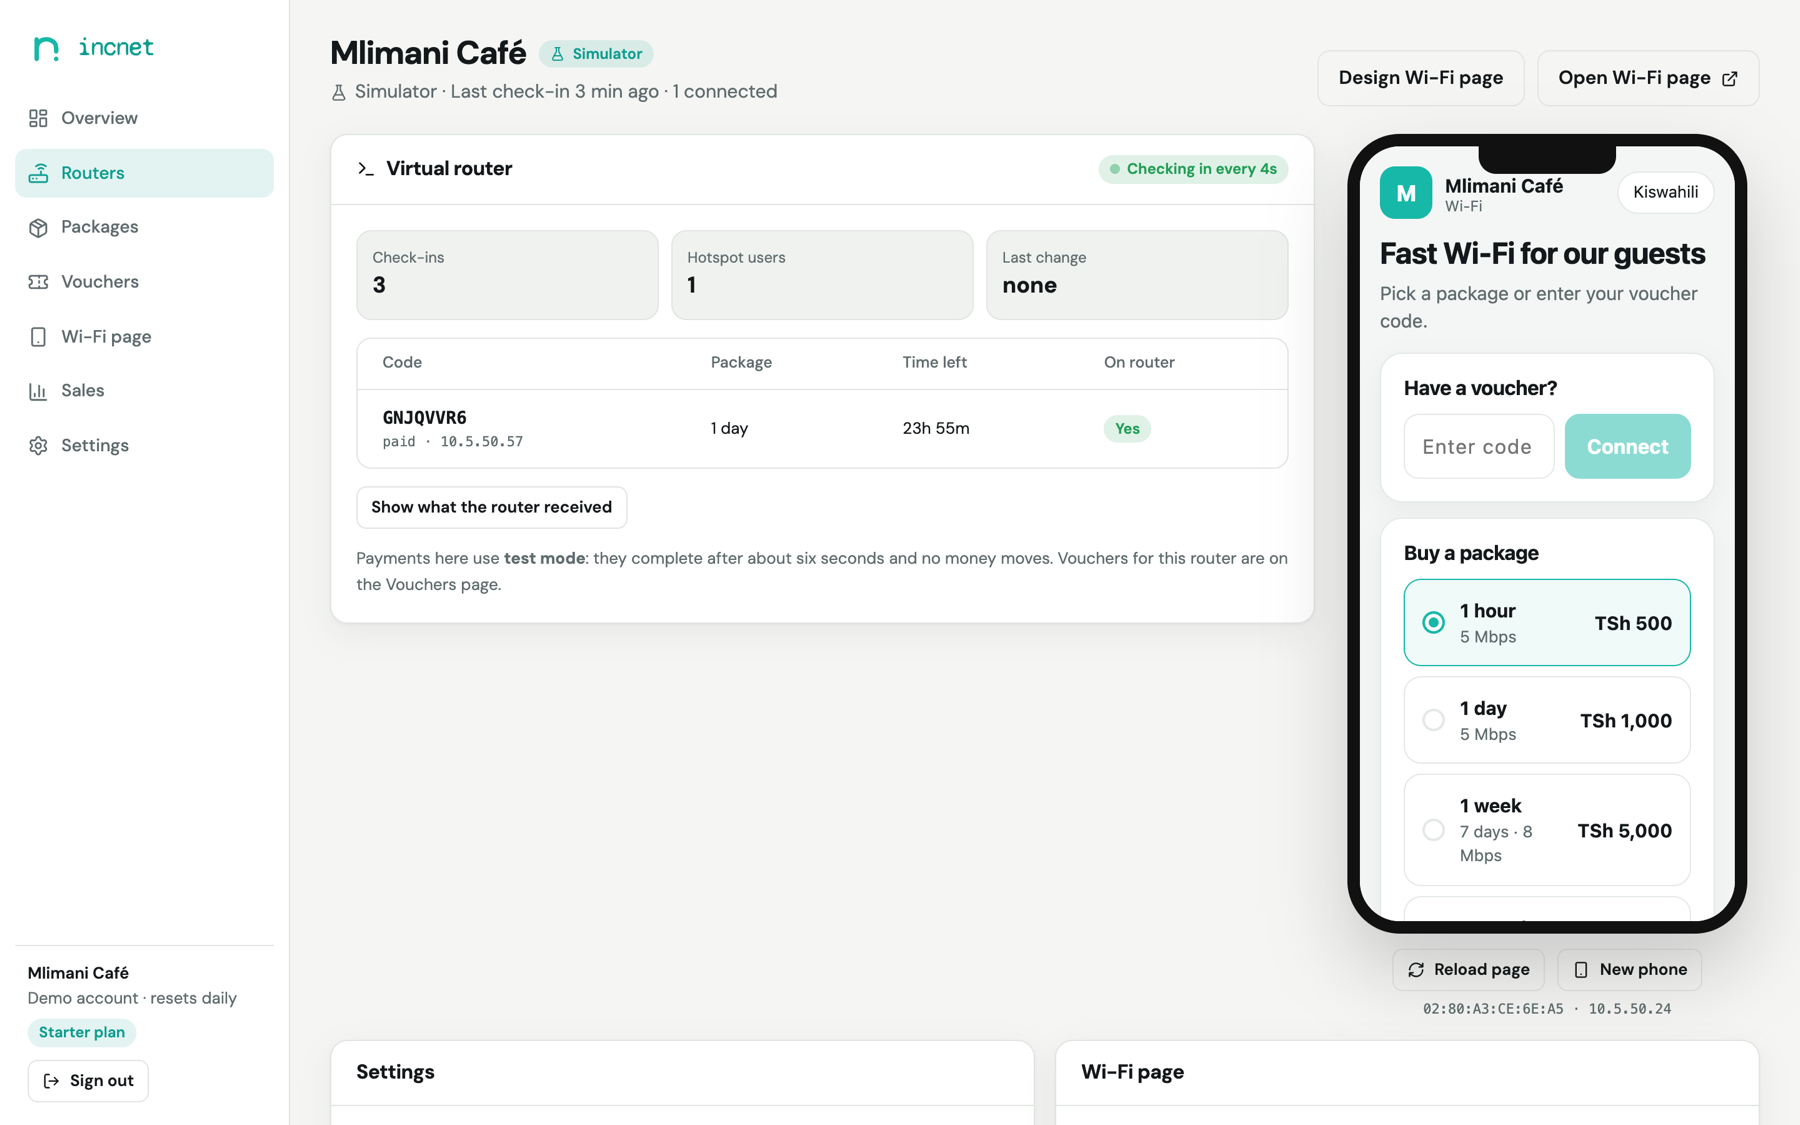 incnet
Overview
Routers
Packages
Vouchers
Wi-Fi page
Sales
Settings
Mlimani Café
Demo account · resets daily
Starter plan
Sign out
Mlimani Café
Simulator
Simulator · Last check-in 3 min ago · 1 connected
Design Wi-Fi page
Open Wi-Fi page
Virtual router
Checking in every 4s
Check-ins
3
Hotspot users
1
Last change
none
Code Package Time left On router
GNJQVVR6
paid · 10.5.50.57
1 day
23h 55m
Yes
Show what the router received
Payments here use test mode: they complete after about six seconds and no money moves. Vouchers for this router are on
the Vouchers page.
M
Mlimani Café
Wi-Fi
Kiswahili
Fast Wi-Fi for our guests
Pick a package or enter your voucher
code.
Have a voucher?
Enter code
Connect
Buy a package
1 hour
5 Mbps
TSh 500
1 day
5 Mbps
TSh 1,000
1 week
7 days · 8
Mbps
TSh 5,000
Reload page
New phone
02:80:A3:CE:6E:A5 · 10.5.50.24
Settings
Wi-Fi page